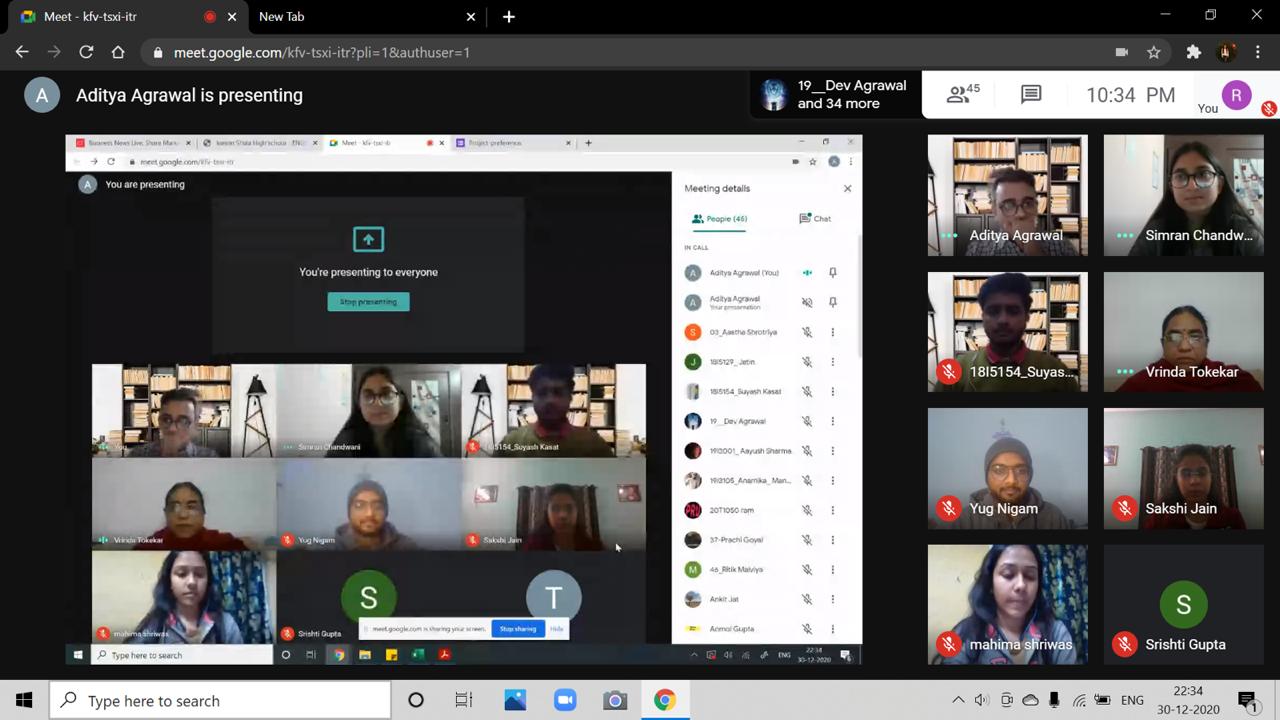 Meet - kfv-tsxi-itr
New Tab
meet.google.com/kfv-tsxi-itr?pli=1&authuser=1
A
Aditya Agrawal is presenting
19__Dev Agrawal
and 34 more
45
10:34 PM
You
R
Business News Live, Share Mark
Meet - kfv-tsxi-itr
Project-preference
meet.google.com/kfv-tsxi-itr
A
You are presenting
You're presenting to everyone
Stop presenting
You
Simran Chandwani
18I5154_Suyash Kasat
Vrinda Tokekar
Yug Nigam
Sakshi Jain
mahima shriwas
S
Srishti Gupta
T
meet.google.com is sharing your screen.
Stop sharing
Hide
Meeting details
People (46)
Chat
IN CALL
A
Aditya Agrawal (You)
A
Aditya Agrawal
Your presentation
S
03_Aastha Shrotriya
J
18I5129_ Jatin
18I5154_Suyash Kasat
19__Dev Agrawal
19I2001_ Aayush Sharma
46_Ritik Malviya
20T1050 ram
37-Prachi Goyal
M
Ankit Jat
Anmol Gupta
Type here to search
ENG
22:34
30-12-2020
Aditya Agrawal
Simran Chandw...
18I5154_Suyas...
Vrinda Tokekar
Yug Nigam
Sakshi Jain
mahima shriwas
S
Srishti Gupta
Type here to search
ENG
22:34
30-12-2020
1